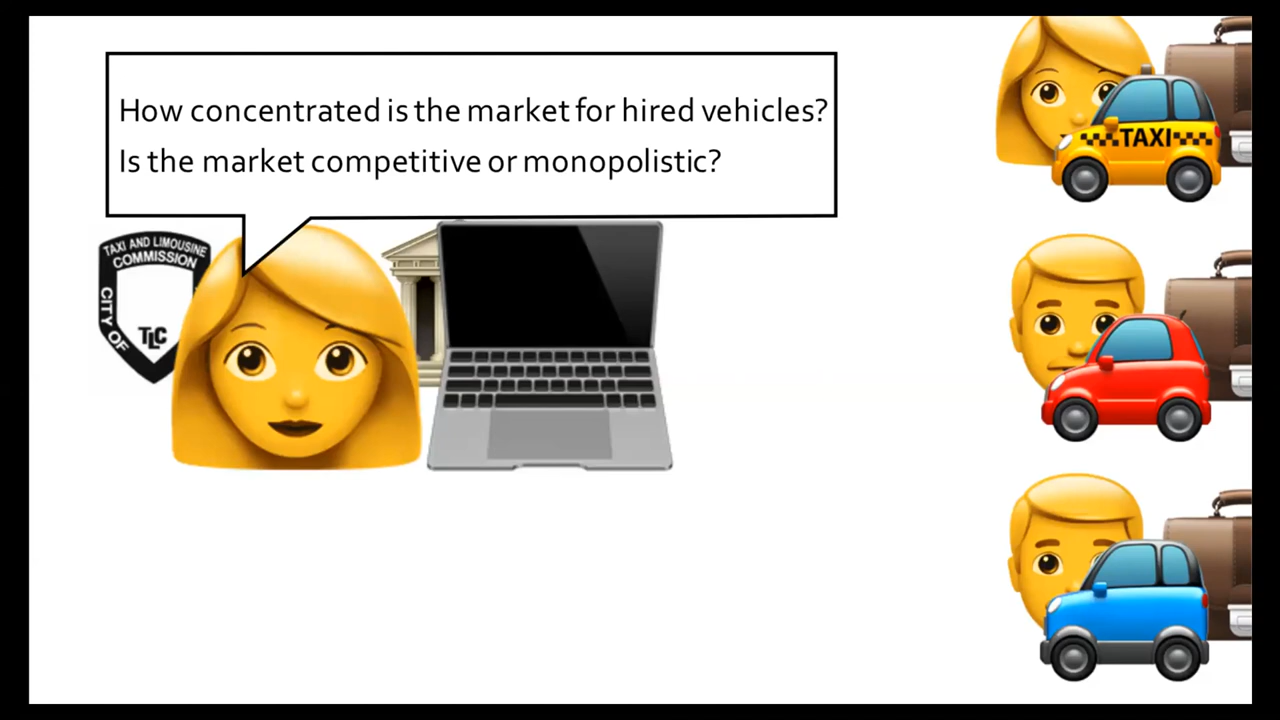 How concentrated is the market for hired vehicles?
Is the market competitive or monopolistic?
TAXI AND LIMOUSINE
COMMISSION
CITY OF
TLC
TAXI